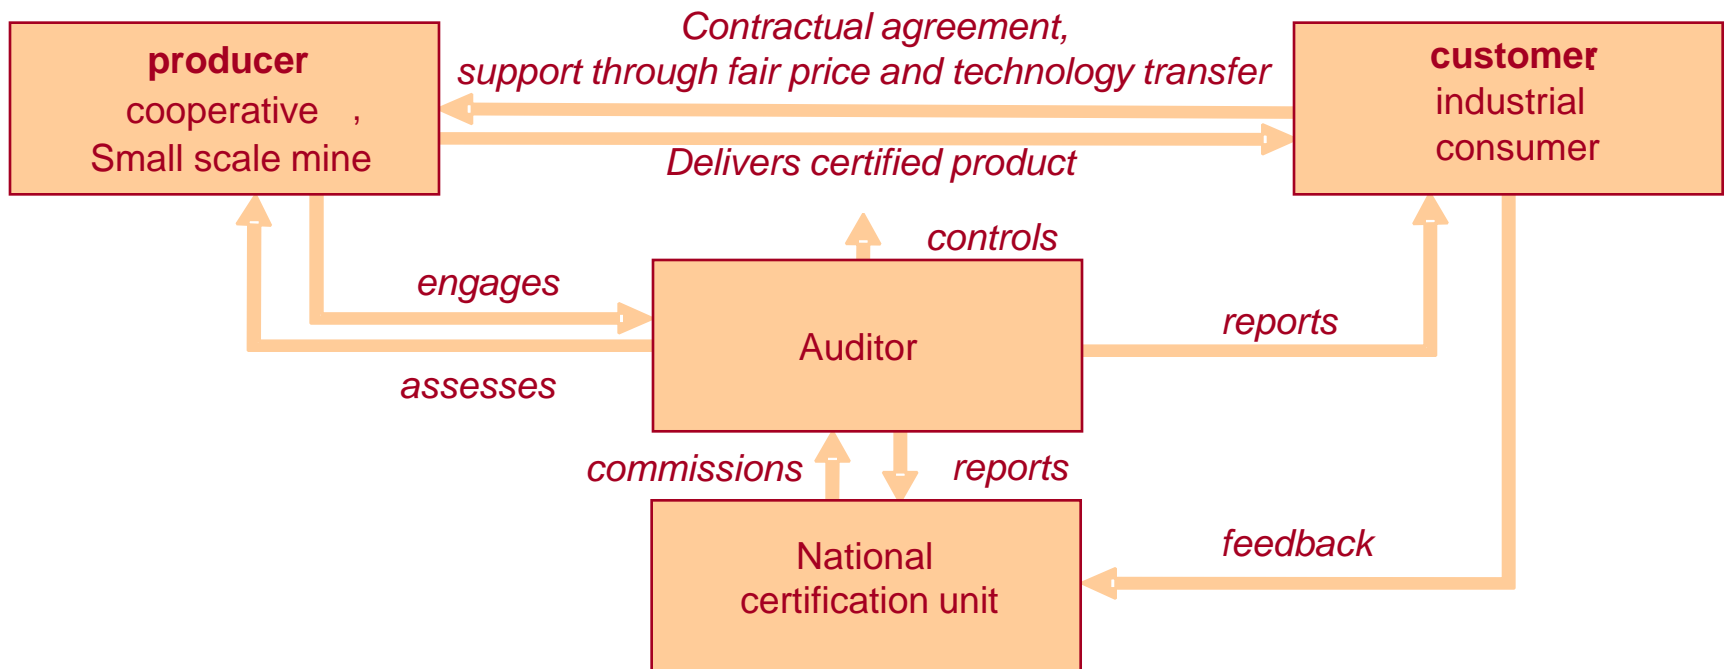 Contractual agreement,
support through fair price and technology transfer
producer
cooperative ,
Small scale mine
customer:
industrial
consumer
Delivers certified product
controls
engages
Auditor
reports
assesses
commissions
reports
National
certification unit
feedback